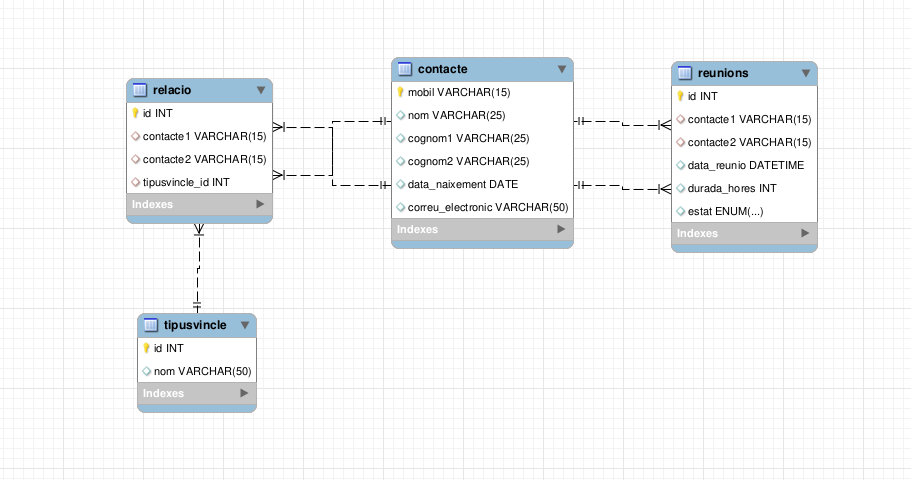 relacio
id INT
contacte1 VARCHAR(15)
contacte2 VARCHAR(15)
tipusvincle_id INT
Indexes
contacte
mobil VARCHAR(15)
nom VARCHAR(25)
cognom1 VARCHAR(25)
cognom2 VARCHAR(25)
data_naixement DATE
correu_electronic VARCHAR(50)
Indexes
reunions
id INT
contacte1 VARCHAR(15)
contacte2 VARCHAR(15)
data_reunio DATETIME
durada_hores INT
estat ENUM(...)
Indexes
tipusvincle
id INT
nom VARCHAR(50)
Indexes